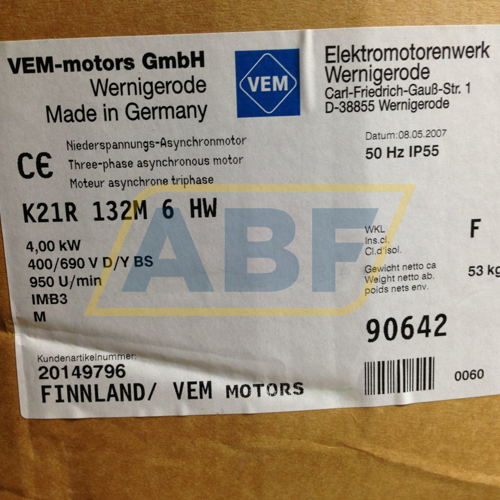 VEM-motors GmbH
Wernigerode
Made in Germany
VEM
Elektromotorenwerk
Wernigerode
Carl-Friedrich-Gauß-Str. 1
D-38855 Wernigerode
Datum: 08.05.2007
50 Hz IP55
CE
Niederspannungs-Asynchronmotor
Three-phase asynchronous motor
Moteur asynchrone triphase
K21R 132M 6 HW
4,00 kW
400/690 V D/Y BS
950 U/min
IMB3
M
WKL
Ins.cl.
Cl.d'isol.
F
Gewicht netto ca
Weight netto ab.
poids nets env.
53 kg
90642
0060
Kundenartikelnummer:
20149796
FINNLAND/ VEM MOTORS
ABF